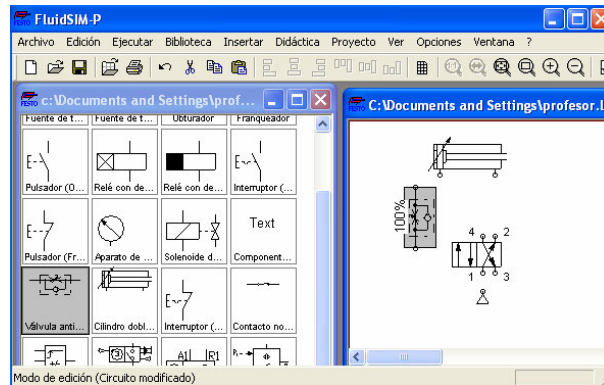 FluidSIM-P
Archivo Edición Ejecutar Biblioteca Insertar Didáctica Proyecto Ver Opciones Ventana ?
FESTO c:\Documents and Settings\prof...
FESTO C:\Documents and Settings\profesor.
Fuente de t... Fuente de t... Obturador Franqueador
Pulsador (O... Relé con de... Relé con de... Interruptor (...
Text
Pulsador (Fr... Aparato de ... Solenoide d... Component...
Válvula anti... Cilindro dobl... Interruptor (... Contacto no...
A1 R1
100%
4 2
1 3
Modo de edición (Circuito modificado)